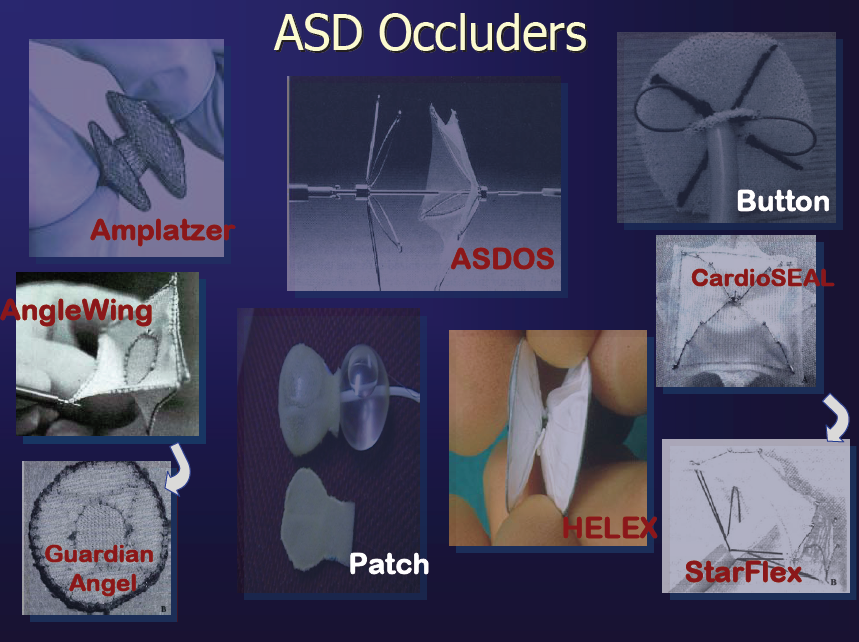 ASD Occluders
Amplatzer
ASDOS
Button
AngleWing
CardioSEAL
Guardian
Angel
B
Patch
HELEX
StarFlex
B